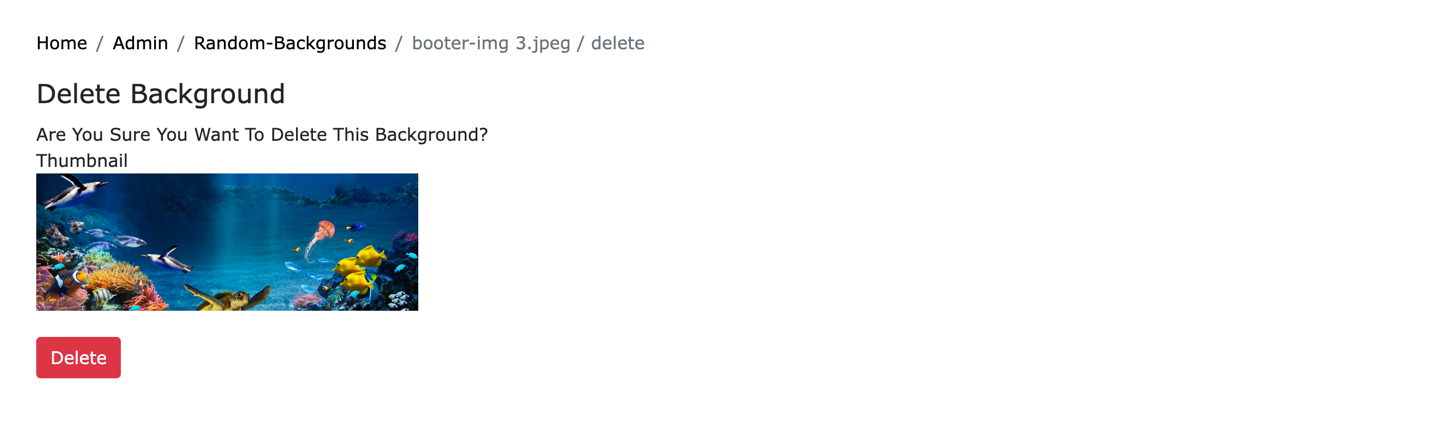 Home / Admin / Random-Backgrounds / booter-img 3.jpeg / delete
Delete Background
Are You Sure You Want To Delete This Background?
Thumbnail
Delete